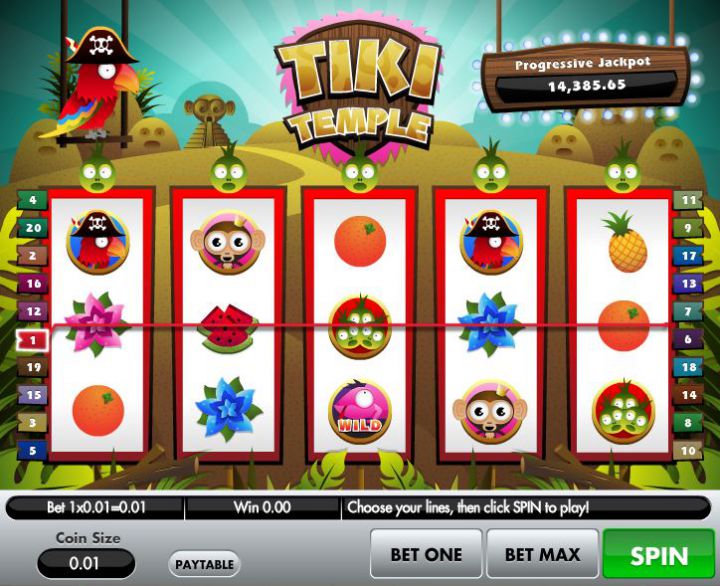 TIKI
TEMPLE
Progressive Jackpot
14,385.65
4
11
20
9
2
17
16
13
12
7
1
6
19
18
15
14
3
8
5
10
WILD
Bet 1x0.01=0.01
Win 0.00
Choose your lines, then click SPIN to play!
Coin Size
0.01
PAYTABLE
BET ONE
BET MAX
SPIN